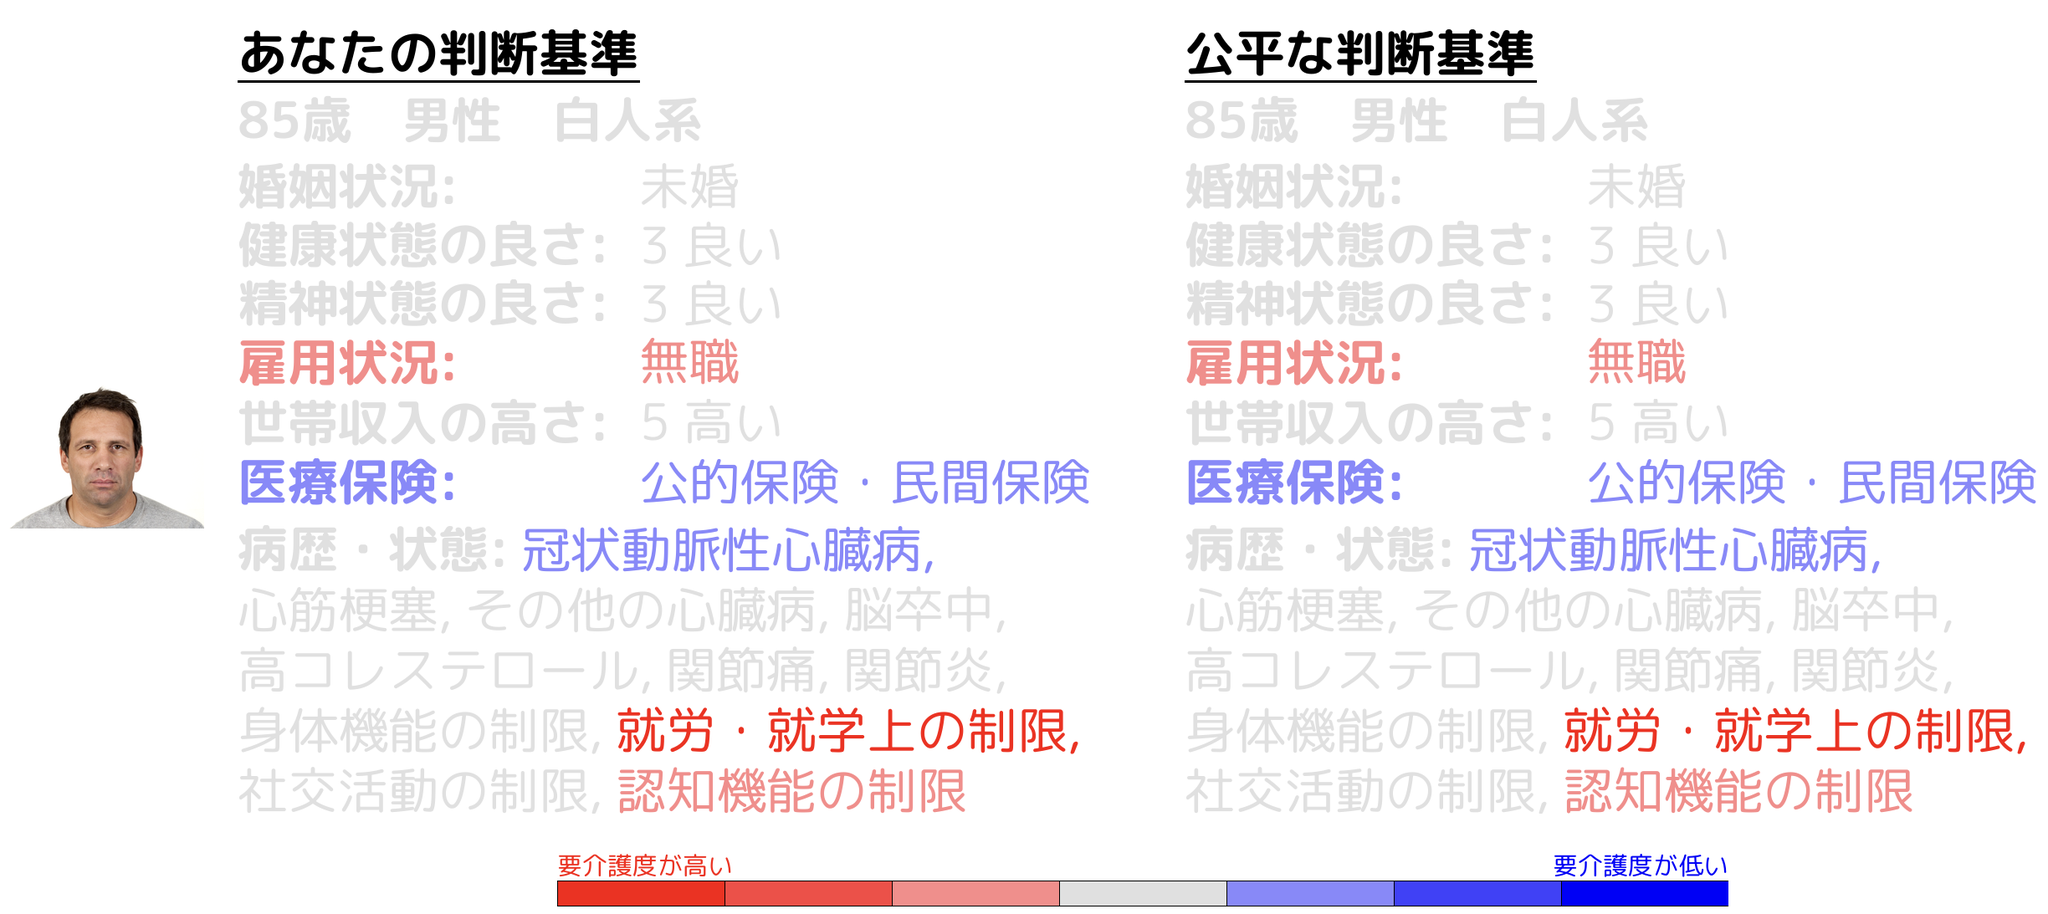 あなたの判断基準
85歳　男性　白人系
婚姻状況: 未婚
健康状態の良さ: 3 良い
精神状態の良さ: 3 良い
雇用状況: 無職
世帯収入の高さ: 5 高い
医療保険: 公的保険・民間保険
病歴・状態: 冠状動脈性心臓病,
心筋梗塞, その他の心臓病, 脳卒中,
高コレステロール, 関節痛, 関節炎,
身体機能の制限, 就労・就学上の制限,
社交活動の制限, 認知機能の制限
公平な判断基準
85歳　男性　白人系
婚姻状況: 未婚
健康状態の良さ: 3 良い
精神状態の良さ: 3 良い
雇用状況: 無職
世帯収入の高さ: 5 高い
医療保険: 公的保険・民間保険
病歴・状態: 冠状動脈性心臓病,
心筋梗塞, その他の心臓病, 脳卒中,
高コレステロール, 関節痛, 関節炎,
身体機能の制限, 就労・就学上の制限,
社交活動の制限, 認知機能の制限
要介護度が高い
要介護度が低い